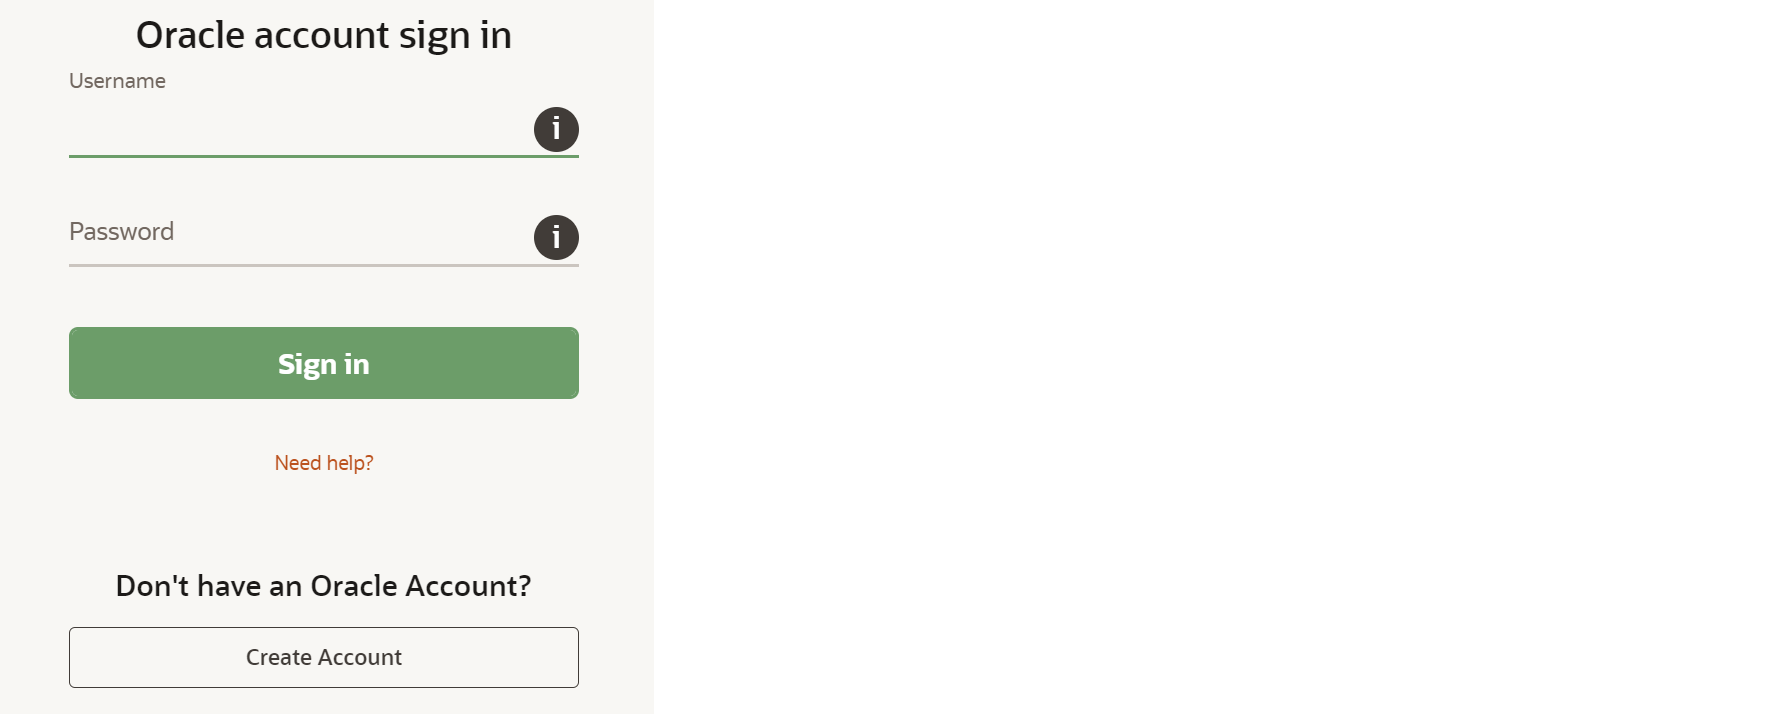 Oracle account sign in
Username
i
Password
i
Sign in
Need help?
Don't have an Oracle Account?
Create Account